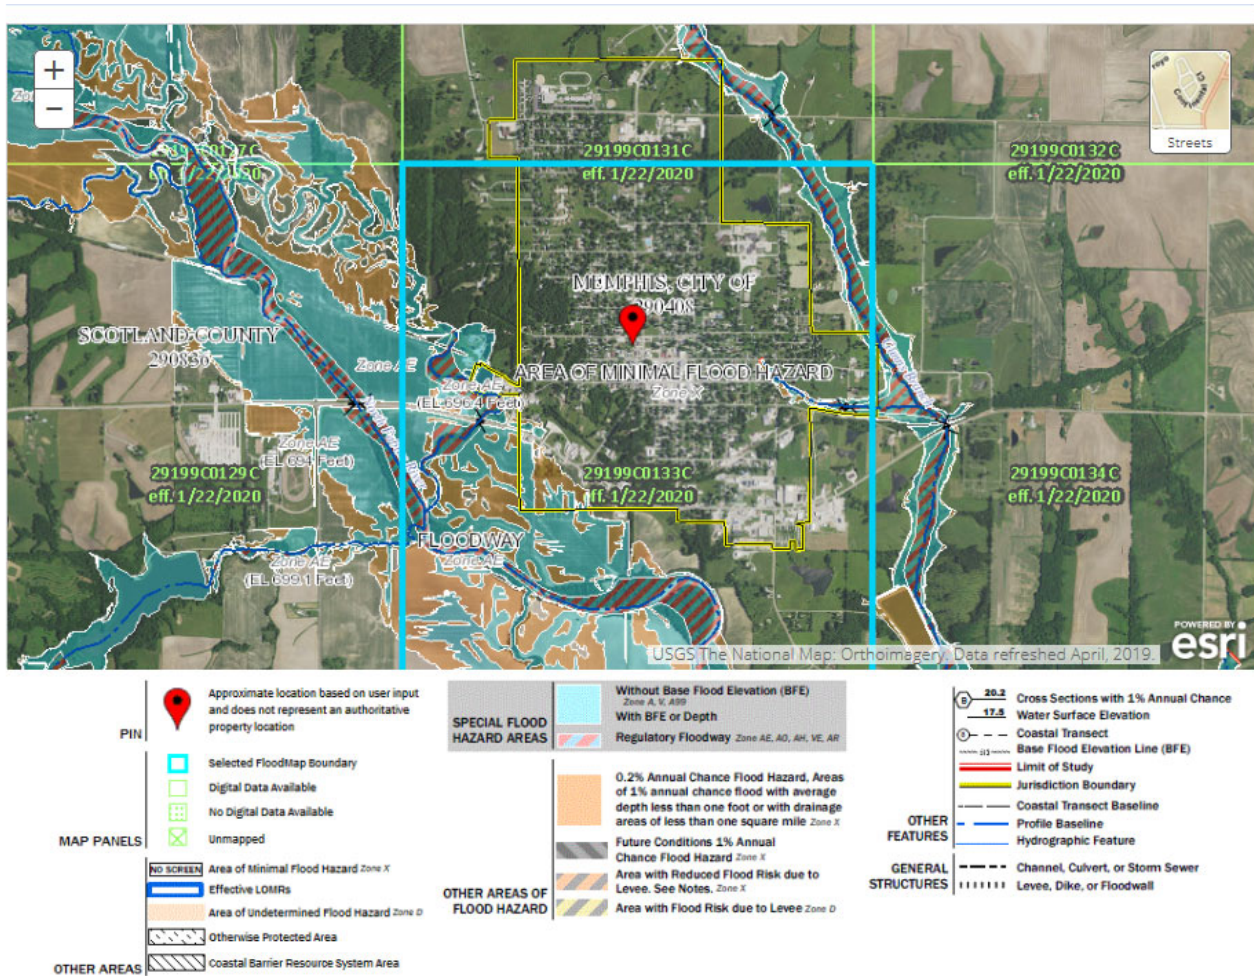 +
−
Streets
29199C0131C
eff. 1/22/2020
29199C0132C
eff. 1/22/2020
eff. 1/22/2020
MEMPHIS, CITY OF
290408
SCOTLAND COUNTY
290836
Zone AE
AREA OF MINIMAL FLOOD HAZARD
Zone X
Zone AE
(EL 696.4 Feet)
Zone AE
(EL 694 Feet)
29199C0129C
eff. 1/22/2020
29199C0133C
eff. 1/22/2020
29199C0134C
eff. 1/22/2020
FLOODWAY
Zone AE
Zone AE
(EL 699.1 Feet)
POWERED BY
esri
USGS The National Map: Orthoimagery. Data refreshed April, 2019.
PIN
Approximate location based on user input
and does not represent an authoritative
property location
Selected FloodMap Boundary
Digital Data Available
No Digital Data Available
MAP PANELS
Unmapped
NO SCREEN Area of Minimal Flood Hazard Zone X
Effective LOMRs
Area of Undetermined Flood Hazard Zone D
Otherwise Protected Area
OTHER AREAS
Coastal Barrier Resource System Area
SPECIAL FLOOD
HAZARD AREAS
Without Base Flood Elevation (BFE)
Zone A, V, A99
With BFE or Depth
Regulatory Floodway Zone AE, AO, AH, VE, AR
0.2% Annual Chance Flood Hazard, Areas
of 1% annual chance flood with average
depth less than one foot or with drainage
areas of less than one square mile Zone X
Future Conditions 1% Annual
Chance Flood Hazard Zone X
Area with Reduced Flood Risk due to
Levee. See Notes. Zone X
OTHER AREAS OF
FLOOD HAZARD
Area with Flood Risk due to Levee Zone D
20.2
B
Cross Sections with 1% Annual Chance
17.5
Water Surface Elevation
Coastal Transect
Base Flood Elevation Line (BFE)
Limit of Study
Jurisdiction Boundary
Coastal Transect Baseline
OTHER
FEATURES
Profile Baseline
Hydrographic Feature
GENERAL
STRUCTURES
Channel, Culvert, or Storm Sewer
Levee, Dike, or Floodwall